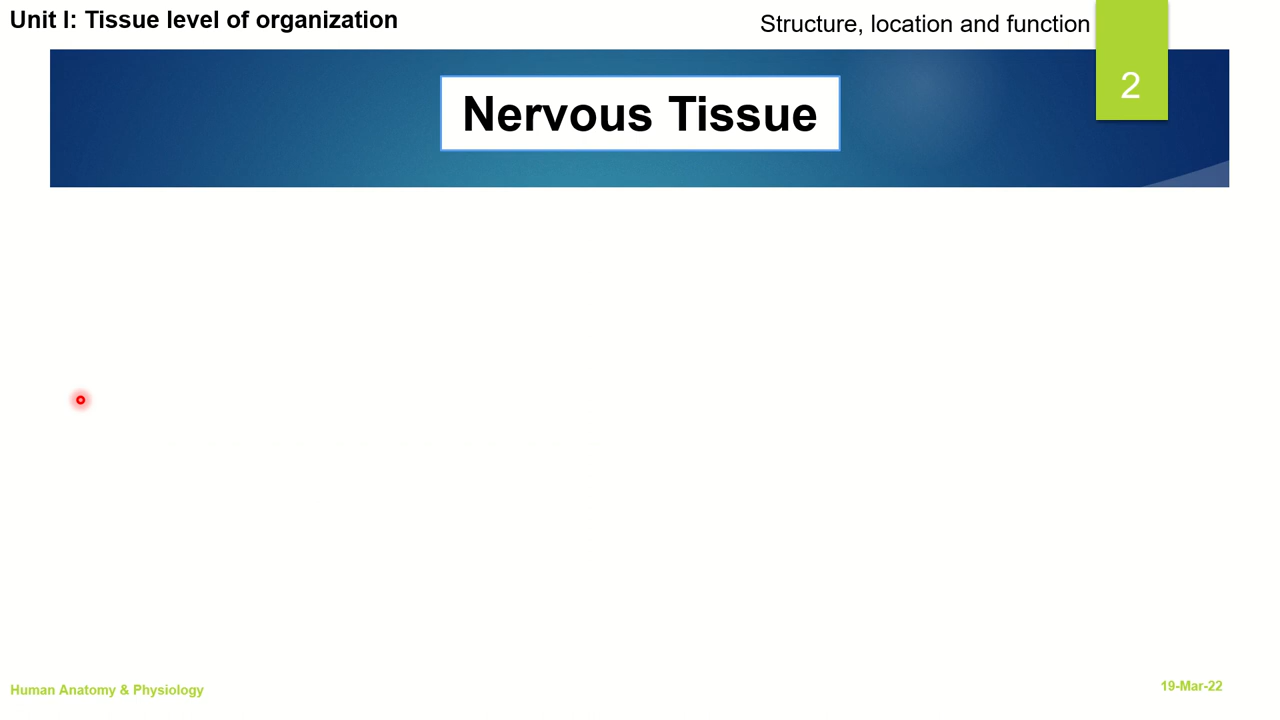 Unit I: Tissue level of organization
Structure, location and function
2
Nervous Tissue
Human Anatomy & Physiology
19-Mar-22